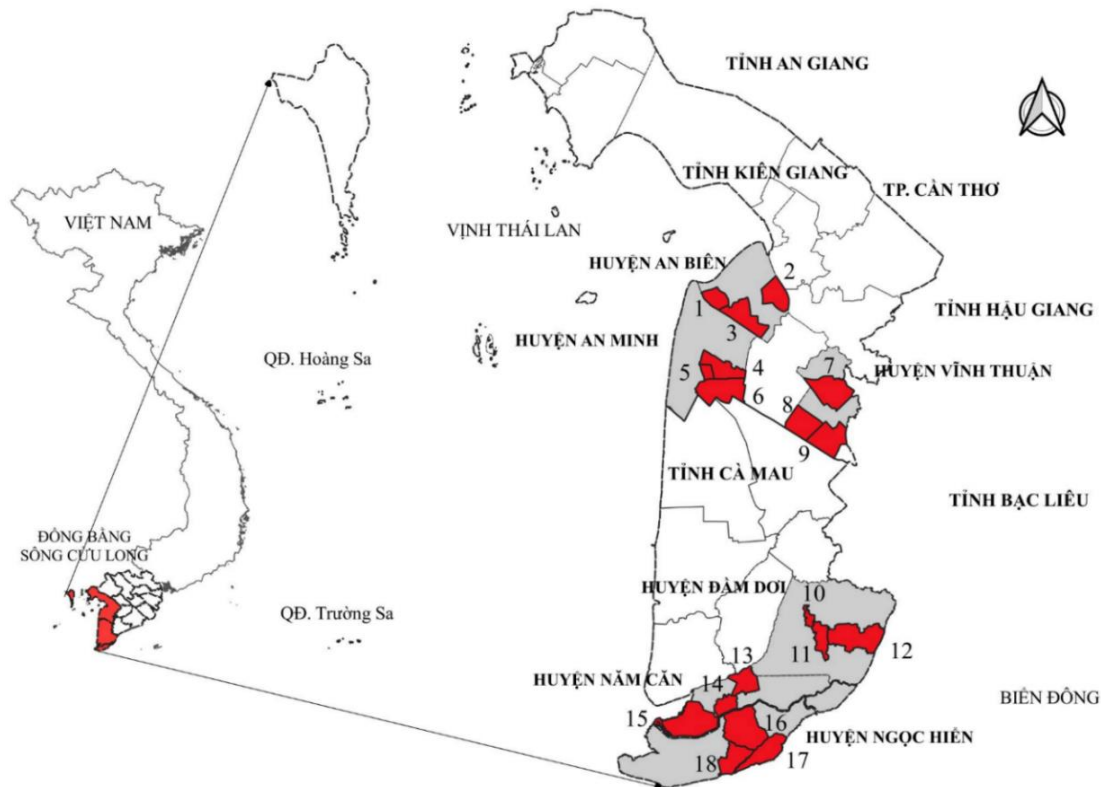 VIỆT NAM
QĐ. Hoàng Sa
ĐỒNG BẰNG
SÔNG CỬU LONG
QĐ. Trường Sa
TỈNH AN GIANG
TỈNH KIÊN GIANG
TP. CẦN THƠ
VỊNH THÁI LAN
HUYỆN AN BIÊN
2
1
3
TỈNH HẬU GIANG
HUYỆN AN MINH
5
4
6
7
HUYỆN VĨNH THUẬN
8
9
TỈNH CÀ MAU
TỈNH BẠC LIÊU
HUYỆN ĐẦM DƠI
10
11
12
13
HUYỆN NĂM CĂN
14
15
16
BIỂN ĐÔNG
HUYỆN NGỌC HIỂN
17
18